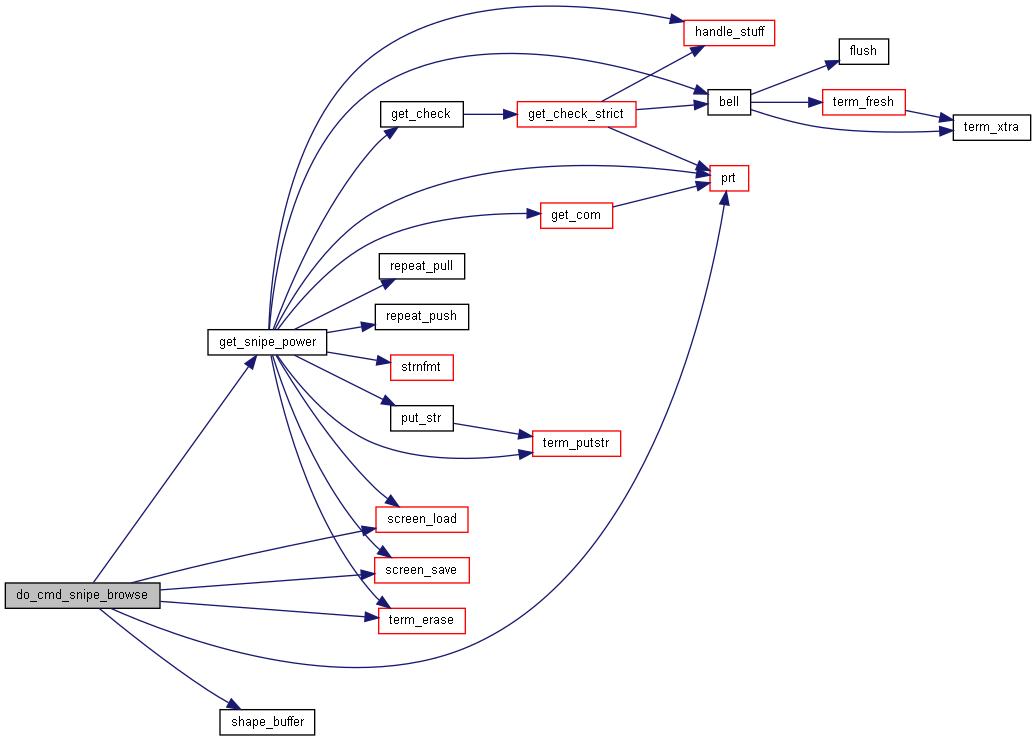 handle_stuff
flush
bell
term_fresh
get_check
get_check_strict
term_xtra
prt
get_com
repeat_pull
repeat_push
get_snipe_power
strnfmt
put_str
term_putstr
screen_load
screen_save
do_cmd_snipe_browse
term_erase
shape_buffer